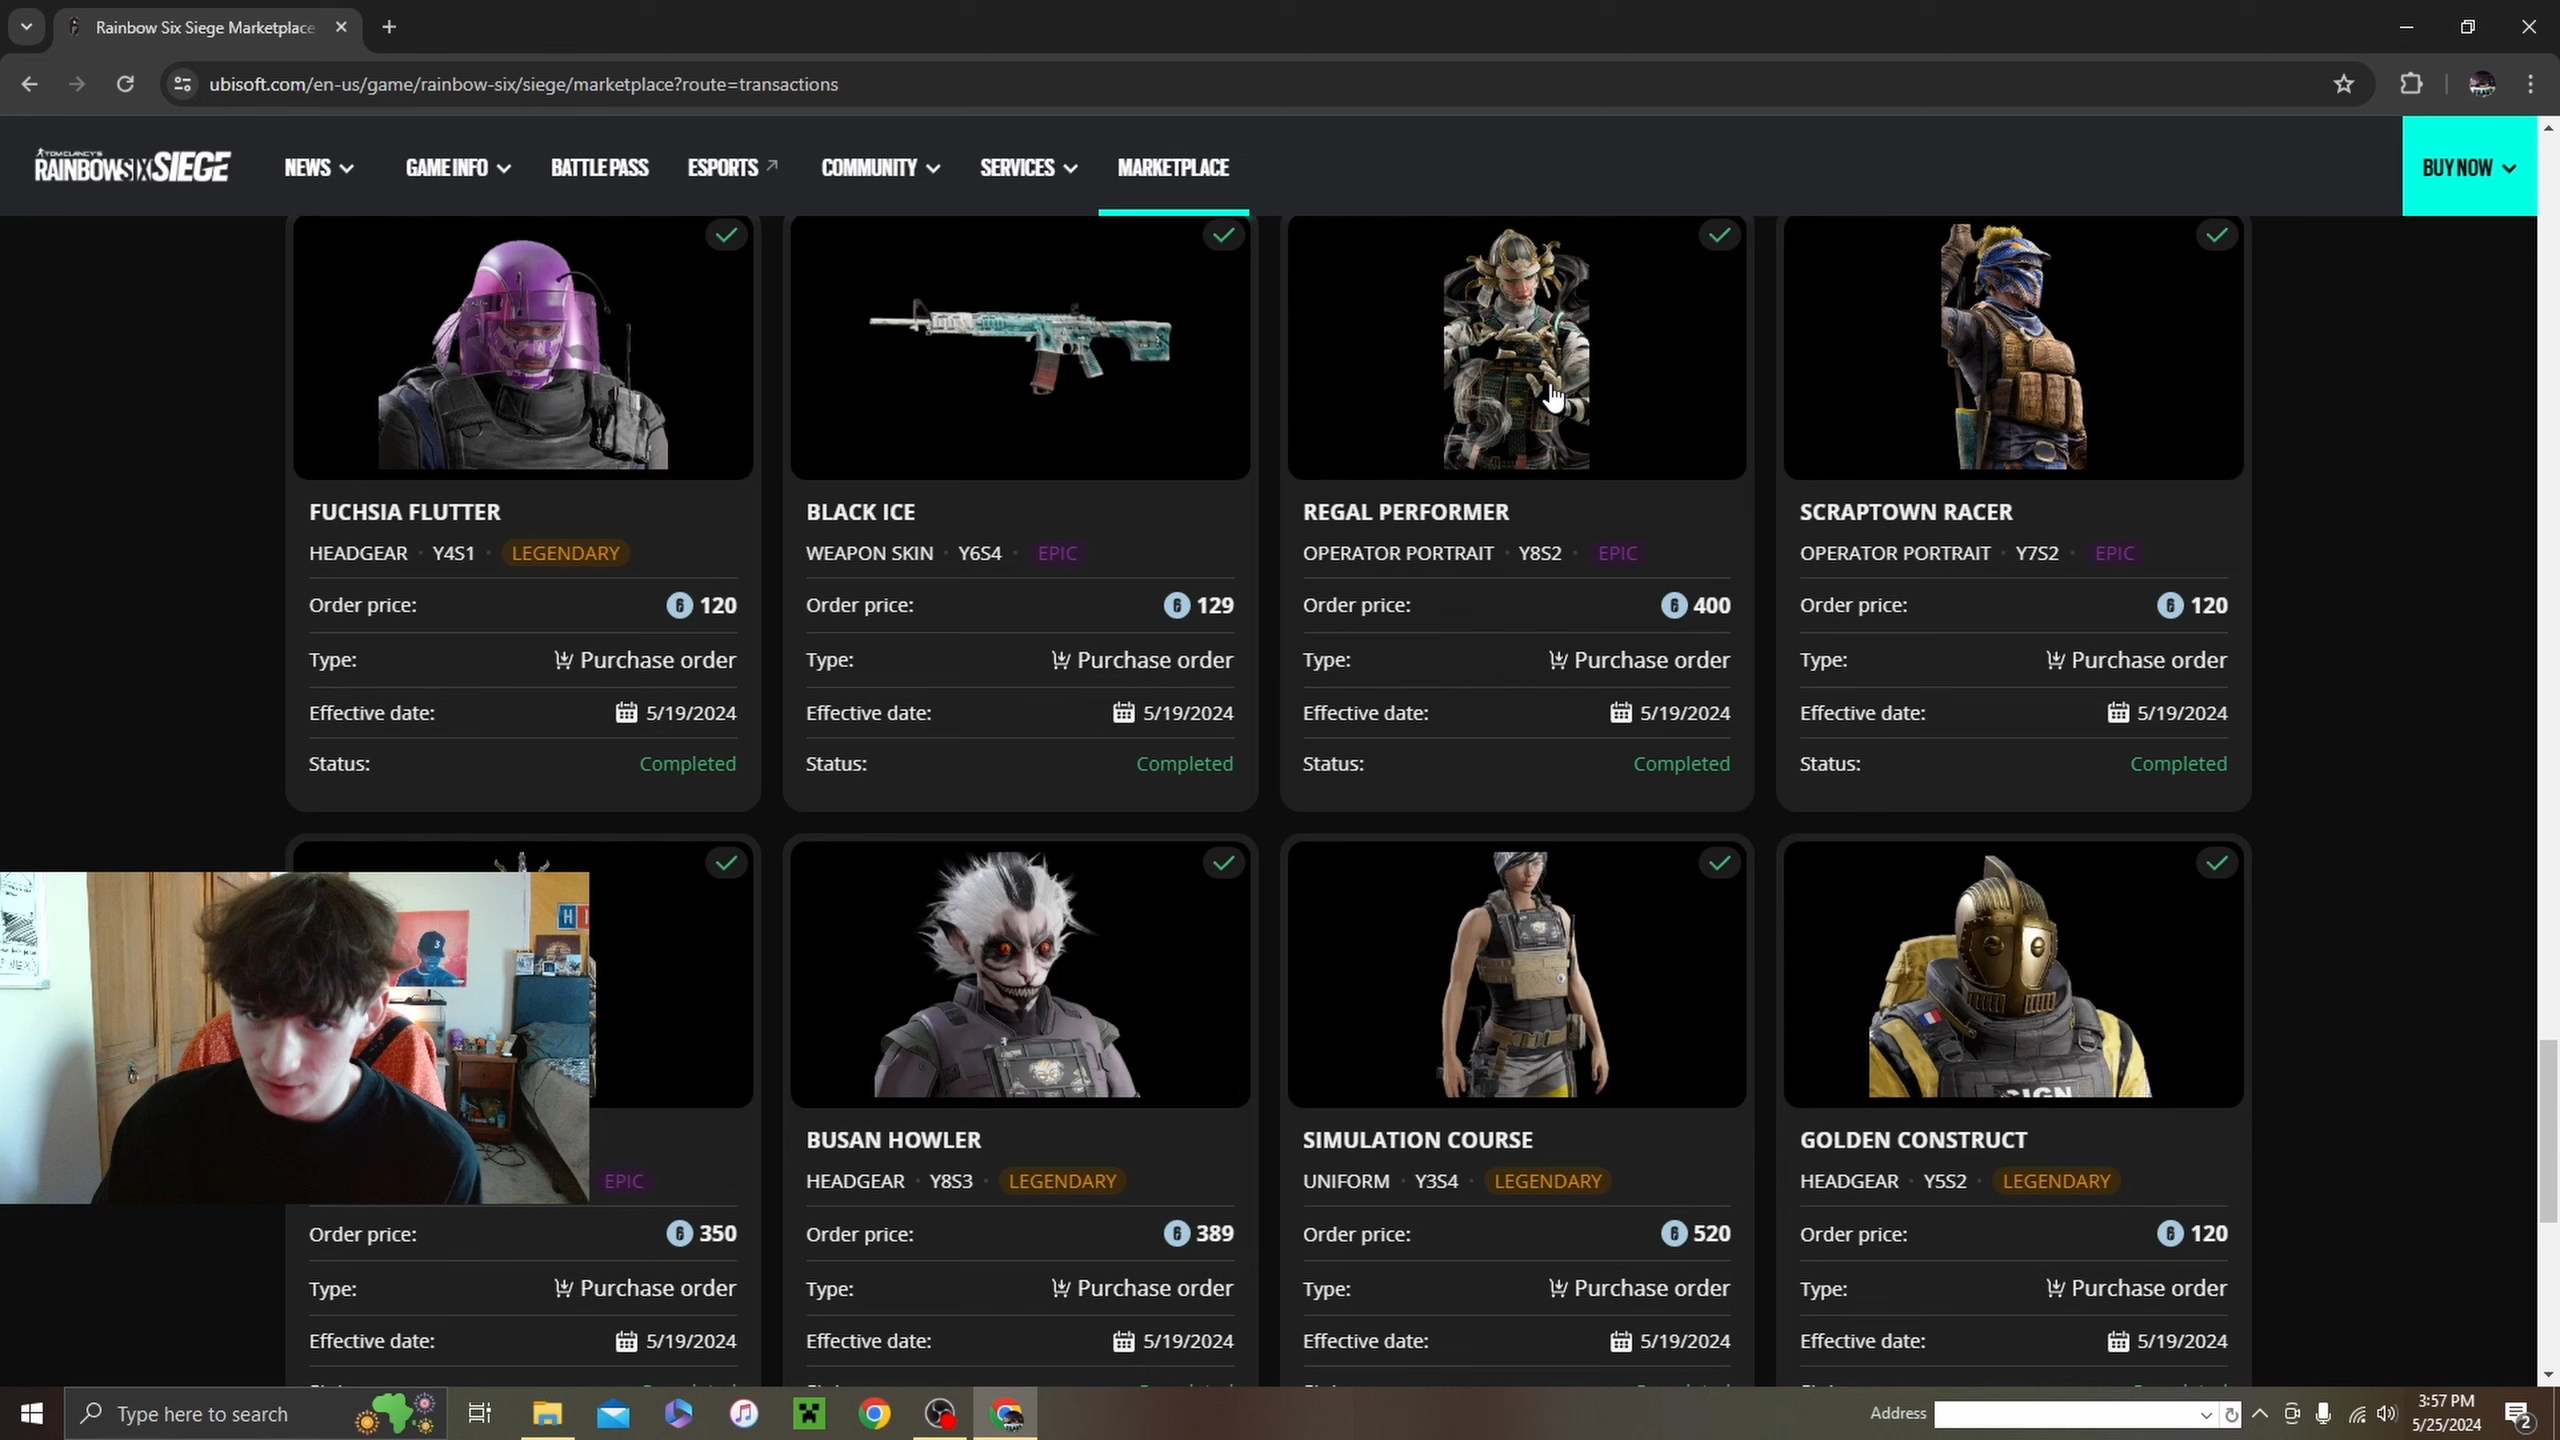 Rainbow Six Siege Marketplace
ubisoft.com/en-us/game/rainbow-six/siege/marketplace?route=transactions
TOM CLANCY'S
RAINBOWSIX SIEGE
NEWS GAME INFO BATTLE PASS ESPORTS COMMUNITY SERVICES MARKETPLACE BUY NOW
FUCHSIA FLUTTER
HEADGEAR · Y4S1 · LEGENDARY
Order price: 120
Type: Purchase order
Effective date: 5/19/2024
Status: Completed
BLACK ICE
WEAPON SKIN · Y6S4 · EPIC
Order price: 129
Type: Purchase order
Effective date: 5/19/2024
Status: Completed
REGAL PERFORMER
OPERATOR PORTRAIT · Y8S2 · EPIC
Order price: 400
Type: Purchase order
Effective date: 5/19/2024
Status: Completed
SCRAPTOWN RACER
OPERATOR PORTRAIT · Y7S2 · EPIC
Order price: 120
Type: Purchase order
Effective date: 5/19/2024
Status: Completed
EPIC
Order price: 350
Type: Purchase order
Effective date: 5/19/2024
BUSAN HOWLER
HEADGEAR · Y8S3 · LEGENDARY
Order price: 389
Type: Purchase order
Effective date: 5/19/2024
SIMULATION COURSE
UNIFORM · Y3S4 · LEGENDARY
Order price: 520
Type: Purchase order
Effective date: 5/19/2024
GOLDEN CONSTRUCT
HEADGEAR · Y5S2 · LEGENDARY
Order price: 120
Type: Purchase order
Effective date: 5/19/2024
Type here to search
Address
3:57 PM
5/25/2024
2